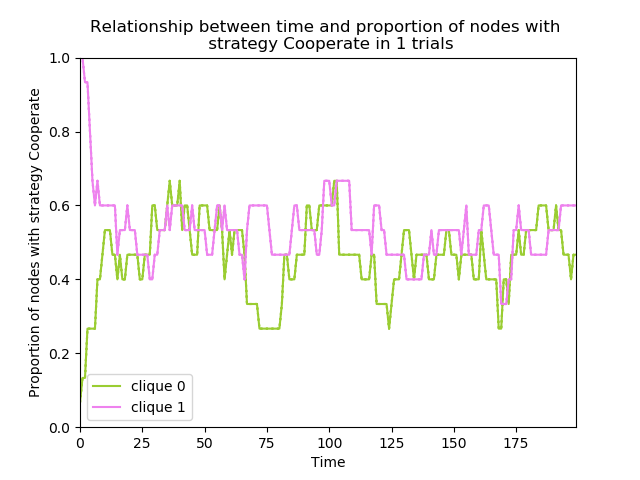 Relationship between time and proportion of nodes with
strategy Cooperate in 1 trials
Proportion of nodes with strategy Cooperate
1.0
0.8
0.6
0.4
0.2
0.0
clique 0
clique 1
0 25 50 75 100 125 150 175
Time